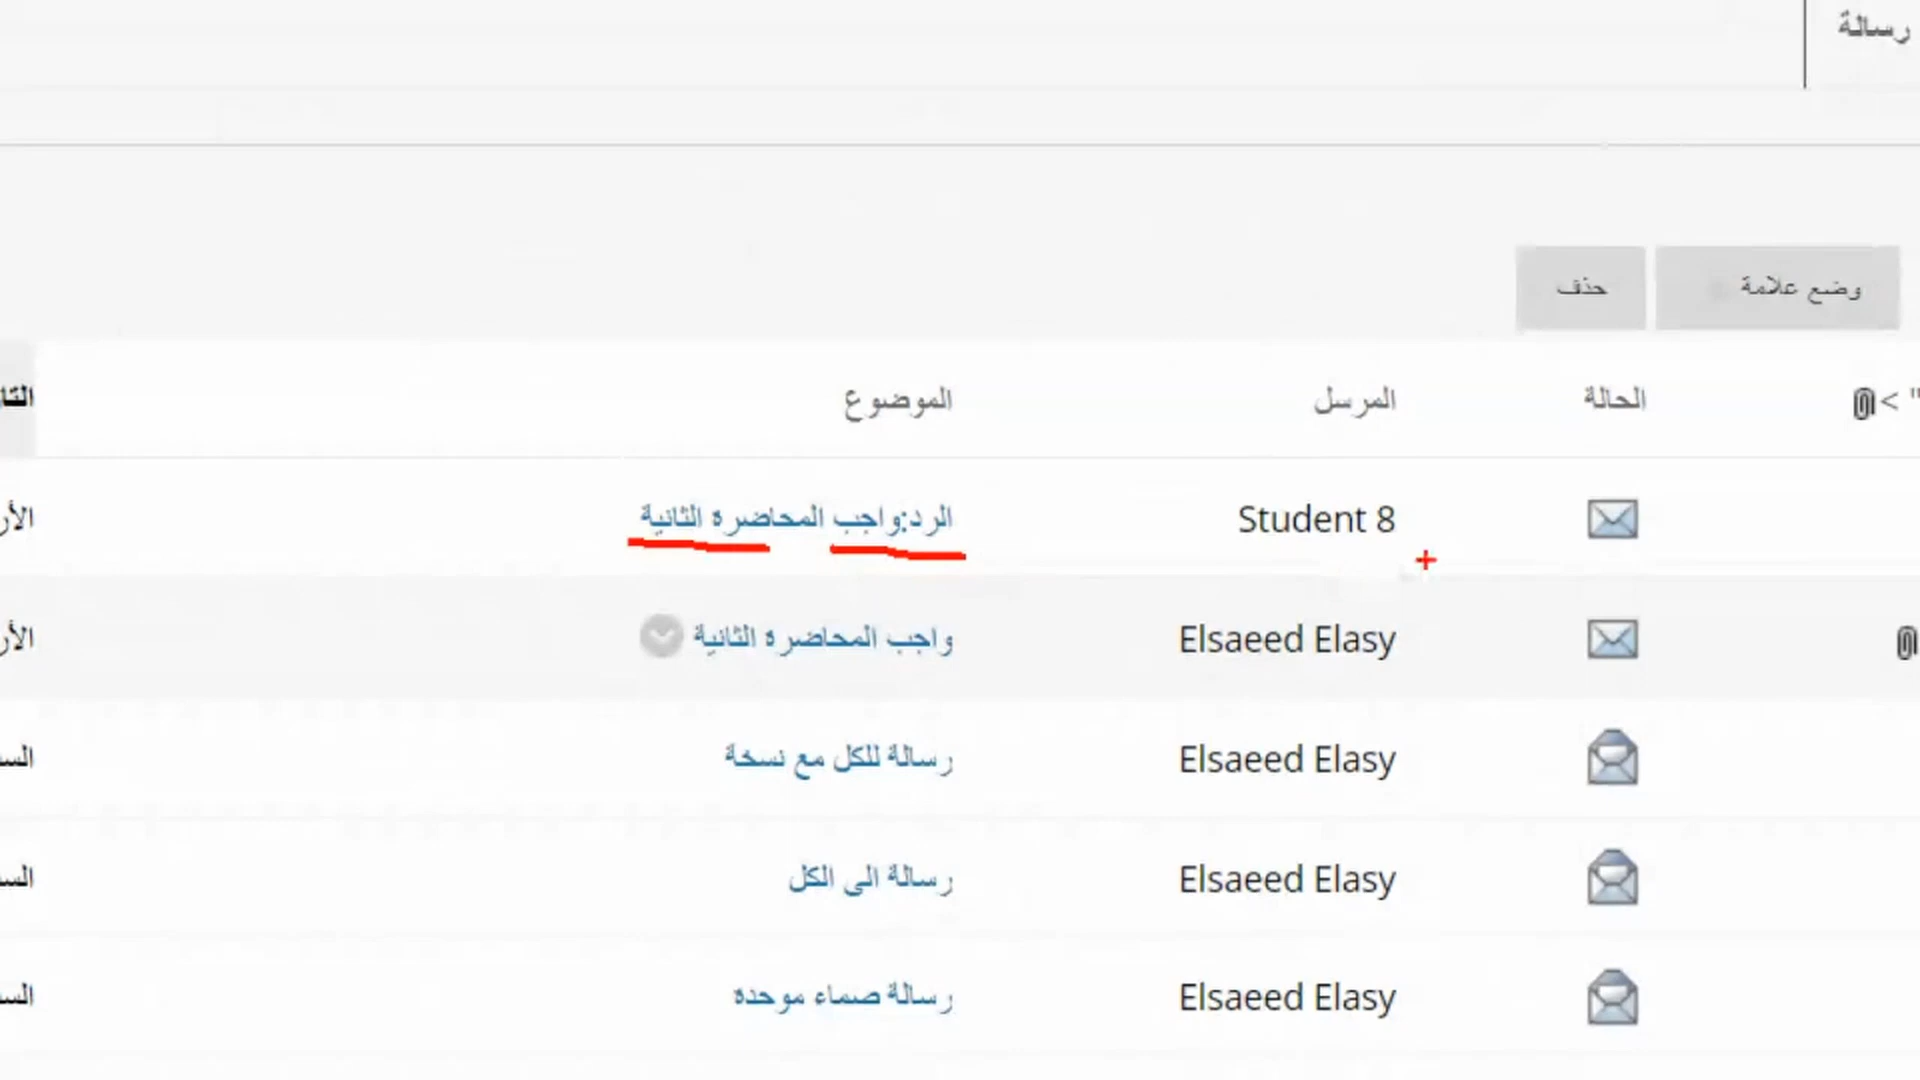 رسالة
وضع علامة حذف
" > الحالة المرسل الموضوع
Student 8 الرد:واجب المحاضره الثانية
Elsaeed Elasy واجب المحاضره الثانية
Elsaeed Elasy رسالة للكل مع نسخة
Elsaeed Elasy رسالة الى الكل
Elsaeed Elasy رسالة صماء موحده